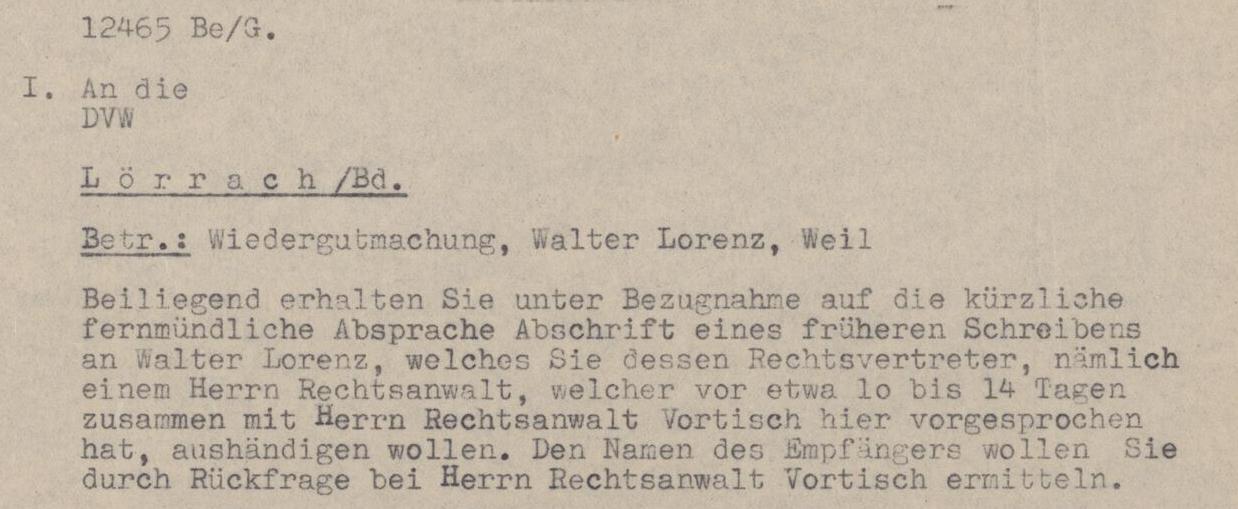 12465 Be/G.
I. An die
DVW
L ö r r a c h /Bd.
Betr.: Wiedergutmachung, Walter Lorenz, Weil
Beiliegend erhalten Sie unter Bezugnahme auf die kürzliche
fernmündliche Absprache Abschrift eines früheren Schreibens
an Walter Lorenz, welches Sie dessen Rechtsvertreter, nämlich
einem Herrn Rechtsanwalt, welcher vor etwa lo bis 14 Tagen
zusammen mit Herrn Rechtsanwalt Vortisch hier vorgesprochen
hat, aushändigen wollen. Den Namen des Empfängers wollen Sie
durch Rückfrage bei Herrn Rechtsanwalt Vortisch ermitteln.